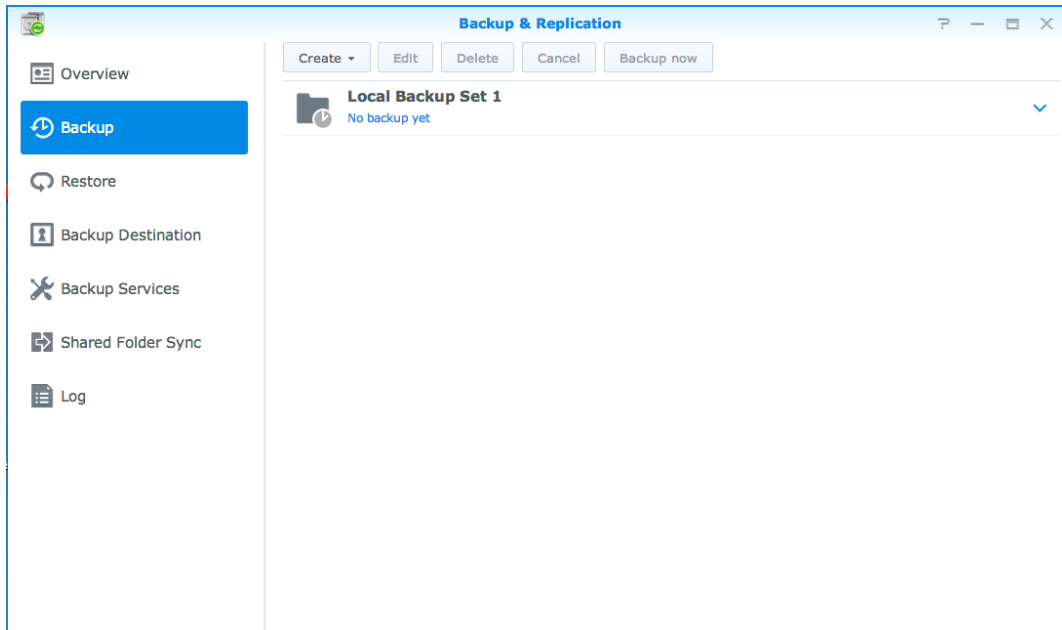 Backup & Replication
Overview
Backup
Restore
Backup Destination
Backup Services
Shared Folder Sync
Log
Create Edit Delete Cancel Backup now
Local Backup Set 1
No backup yet